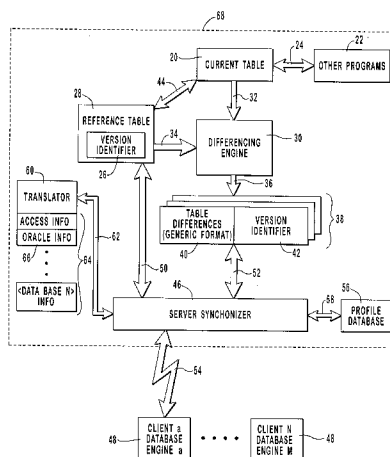 68
20
CURRENT TABLE
24
22
OTHER PROGRAMS
44
32
28
REFERENCE TABLE
VERSION IDENTIFIER
26
34
30
DIFFERENCING ENGINE
36
38
TABLE DIFFERENCES (GENERIC FORMAT)
VERSION IDENTIFIER
40
42
60
TRANSLATOR
ACCESS INFO
ORACLE INFO
66
64
<DATA BASE N> INFO
62
50
52
46
SERVER SYNCHONIZER
58
56
PROFILE DATABASE
54
48
CLIENT a DATABASE ENGINE a
CLIENT N DATABASE ENGINE M
48